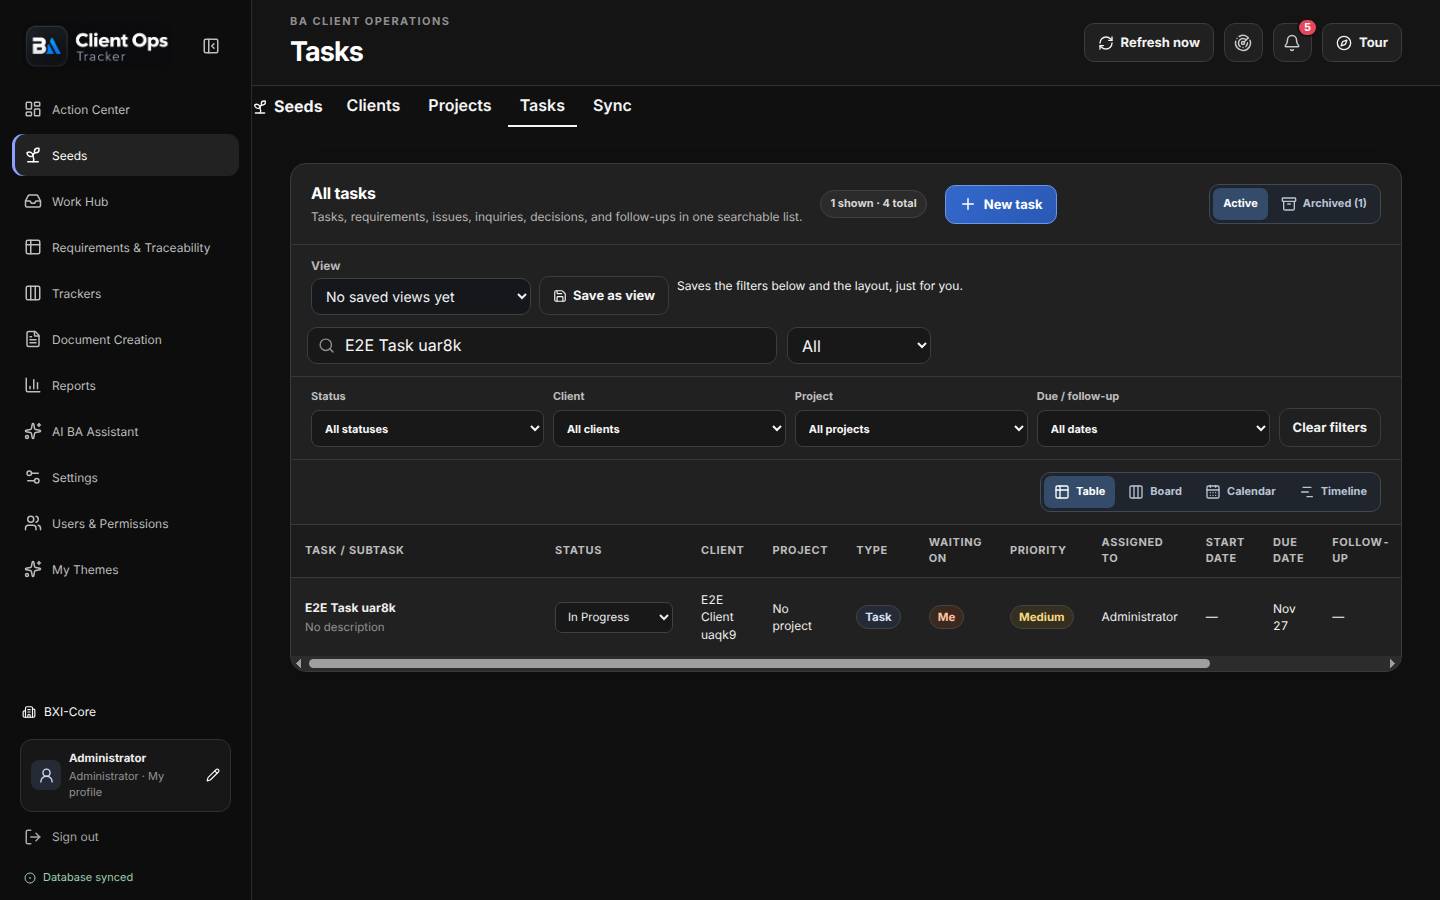 BA
Client Ops
Tracker
Action Center
Seeds
Work Hub
Requirements & Traceability
Trackers
Document Creation
Reports
AI BA Assistant
Settings
Users & Permissions
My Themes
BXI-Core
Administrator
Administrator · My
profile
Sign out
Database synced
BA CLIENT OPERATIONS
Tasks
Refresh now
5
Tour
Seeds
Clients
Projects
Tasks
Sync
All tasks
Tasks, requirements, issues, inquiries, decisions, and follow-ups in one searchable list.
1 shown · 4 total
New task
Active
Archived (1)
View
No saved views yet
Save as view
Saves the filters below and the layout, just for you.
E2E Task uar8k
All
Status
Client
Project
Due / follow-up
All statuses
All clients
All projects
All dates
Clear filters
Table
Board
Calendar
Timeline
TASK / SUBTASK
STATUS
CLIENT
PROJECT
TYPE
WAITING
ON
PRIORITY
ASSIGNED
TO
START
DATE
DUE
DATE
FOLLOW-
UP
E2E Task uar8k
No description
In Progress
E2E
Client
uaqk9
No
project
Task
Me
Medium
Administrator
—
Nov
27
—